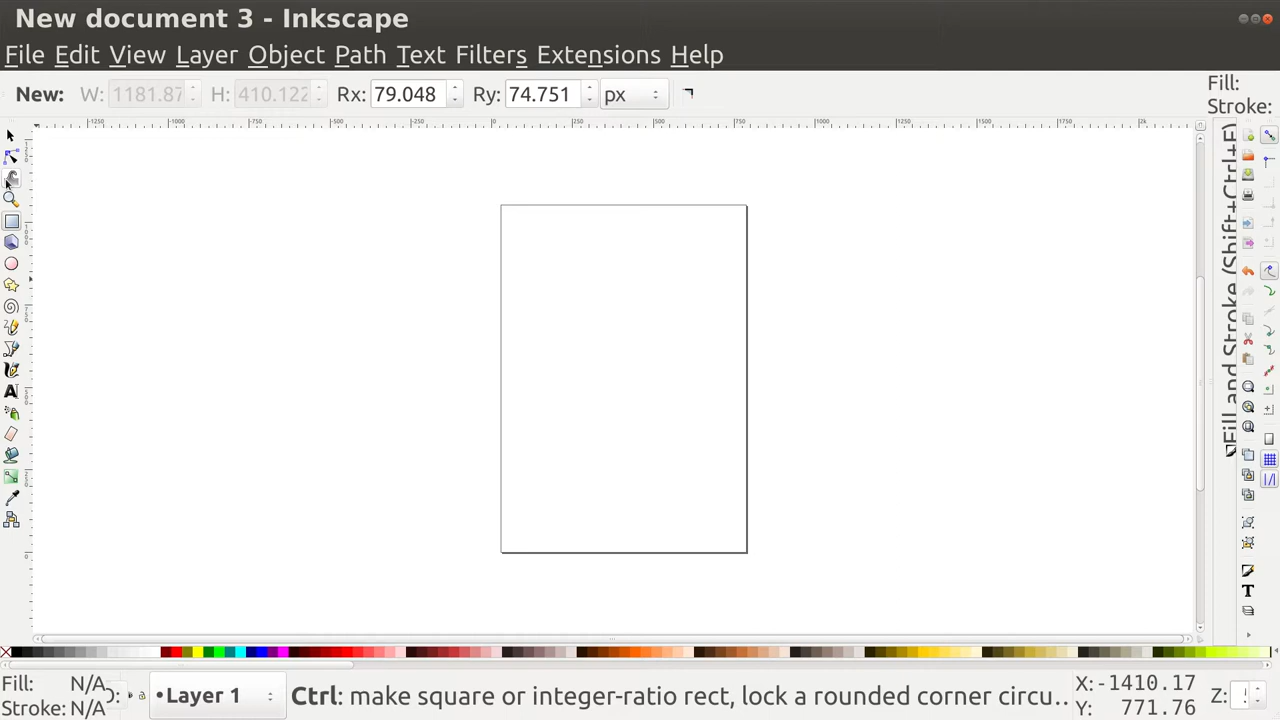 New document 3 - Inkscape
File Edit View Layer Object Path Text Filters Extensions Help
New: W: 1181.87 H: 410.122 Rx: 79.048 Ry: 74.751 px
Fill:
Stroke:
Fill and Stroke (Shift+Ctrl+F)
Fill: N/A
Stroke: N/A
O:
•Layer 1
Ctrl: make square or integer-ratio rect, lock a rounded corner circu..
X: -1410.17
Y: 771.76
Z: